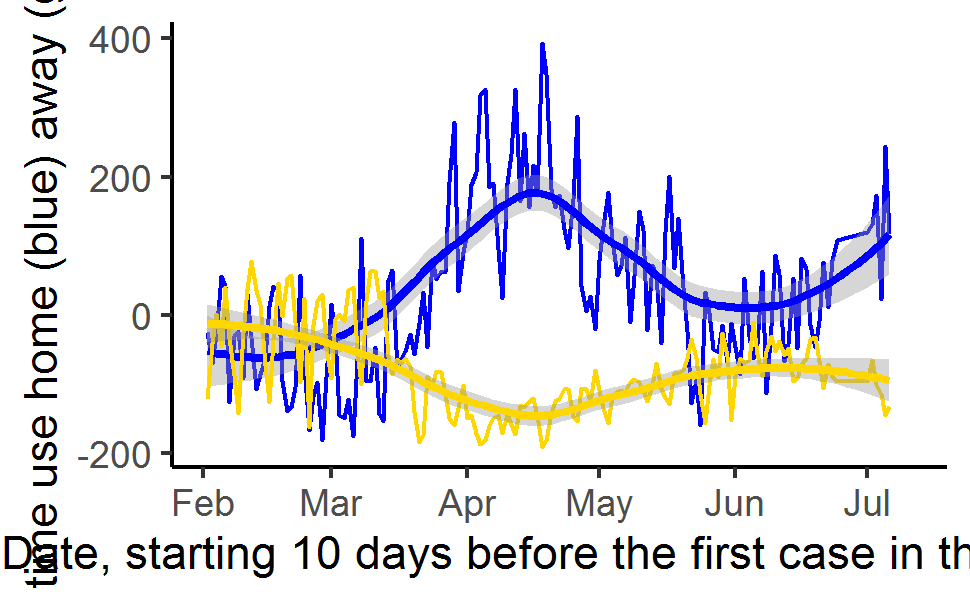 time use home (blue) away (
400
200
0
-200
Feb Mar Apr May Jun Jul
Date, starting 10 days before the first case in th